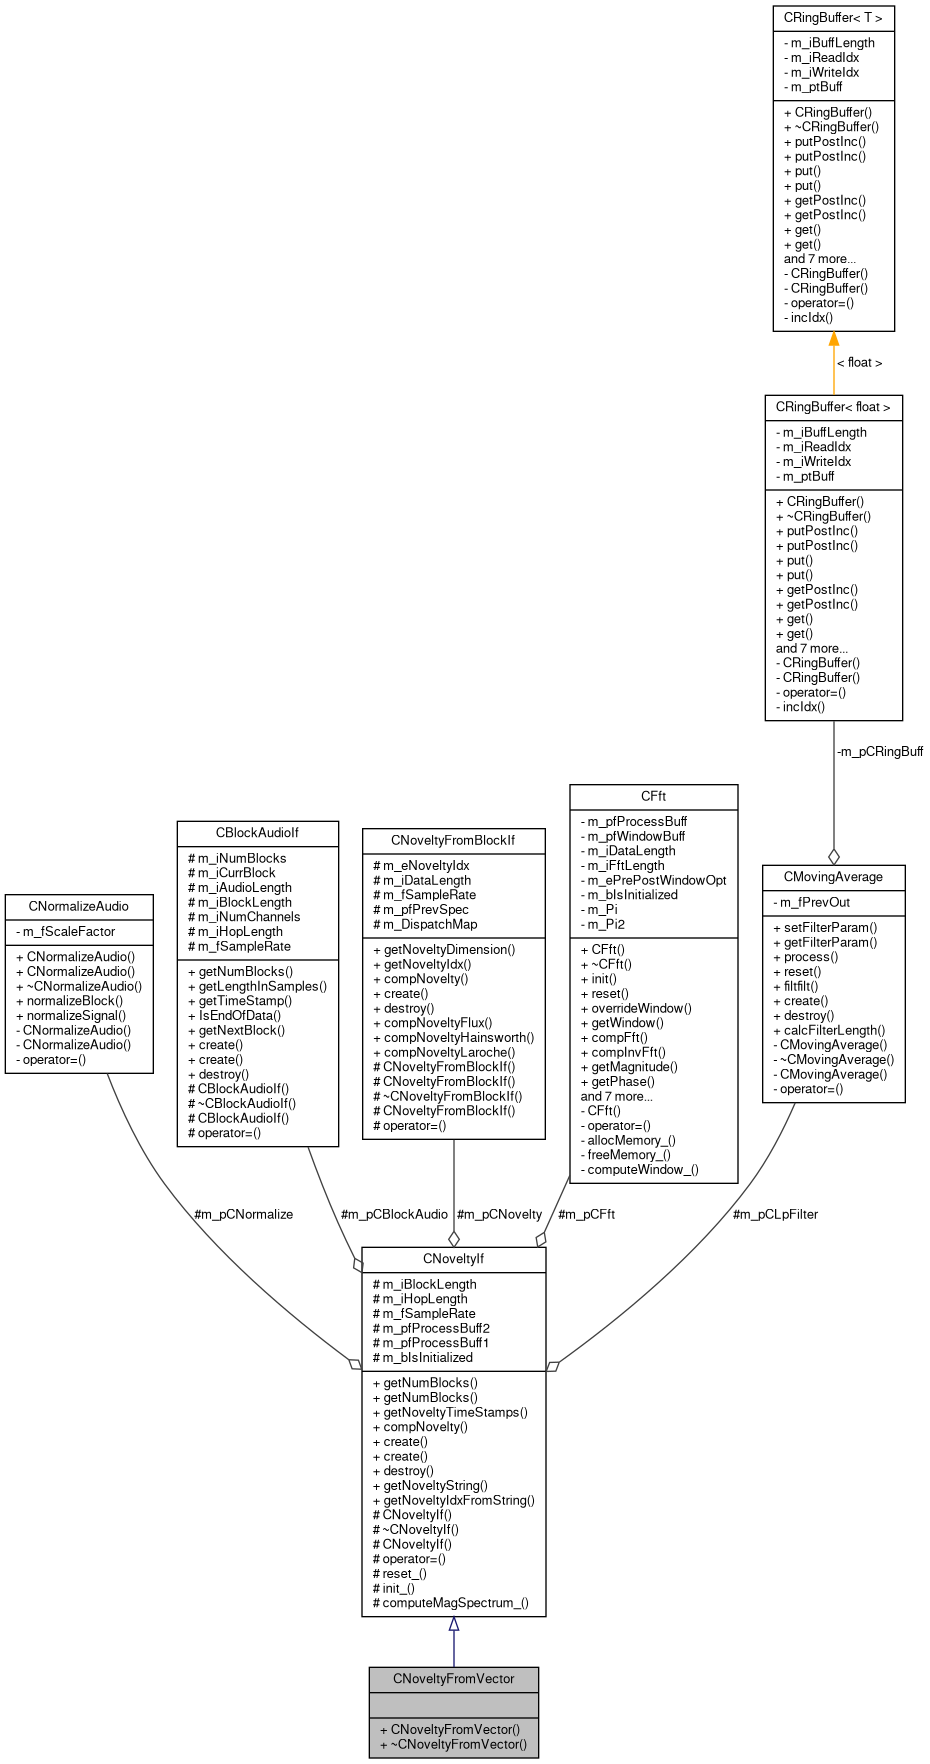 CRingBuffer< T >
- m_iBuffLength
- m_iReadIdx
- m_iWriteIdx
- m_ptBuff
+ CRingBuffer()
+ ~CRingBuffer()
+ putPostInc()
+ putPostInc()
+ put()
+ put()
+ getPostInc()
+ getPostInc()
+ get()
+ get()
and 7 more...
- CRingBuffer()
- CRingBuffer()
- operator=()
- incIdx()
< float >
CRingBuffer< float >
- m_iBuffLength
- m_iReadIdx
- m_iWriteIdx
- m_ptBuff
+ CRingBuffer()
+ ~CRingBuffer()
+ putPostInc()
+ putPostInc()
+ put()
+ put()
+ getPostInc()
+ getPostInc()
+ get()
+ get()
and 7 more...
- CRingBuffer()
- CRingBuffer()
- operator=()
- incIdx()
-m_pCRingBuff
CNormalizeAudio
- m_fScaleFactor
+ CNormalizeAudio()
+ CNormalizeAudio()
+ ~CNormalizeAudio()
+ normalizeBlock()
+ normalizeSignal()
- CNormalizeAudio()
- CNormalizeAudio()
- operator=()
CBlockAudioIf
# m_iNumBlocks
# m_iCurrBlock
# m_iAudioLength
# m_iBlockLength
# m_iNumChannels
# m_iHopLength
# m_fSampleRate
+ getNumBlocks()
+ getLengthInSamples()
+ getTimeStamp()
+ IsEndOfData()
+ getNextBlock()
+ create()
+ create()
+ destroy()
# CBlockAudioIf()
# ~CBlockAudioIf()
# CBlockAudioIf()
# operator=()
CNoveltyFromBlockIf
# m_eNoveltyIdx
# m_iDataLength
# m_fSampleRate
# m_pfPrevSpec
# m_DispatchMap
+ getNoveltyDimension()
+ getNoveltyIdx()
+ compNovelty()
+ create()
+ destroy()
+ compNoveltyFlux()
+ compNoveltyHainsworth()
+ compNoveltyLaroche()
# CNoveltyFromBlockIf()
# CNoveltyFromBlockIf()
# ~CNoveltyFromBlockIf()
# CNoveltyFromBlockIf()
# operator=()
CFft
- m_pfProcessBuff
- m_pfWindowBuff
- m_iDataLength
- m_iFftLength
- m_ePrePostWindowOpt
- m_bIsInitialized
- m_Pi
- m_Pi2
+ CFft()
+ ~CFft()
+ init()
+ reset()
+ overrideWindow()
+ getWindow()
+ compFft()
+ compInvFft()
+ getMagnitude()
+ getPhase()
and 7 more...
- CFft()
- operator=()
- allocMemory_()
- freeMemory_()
- computeWindow_()
CMovingAverage
- m_fPrevOut
+ setFilterParam()
+ getFilterParam()
+ process()
+ reset()
+ filtfilt()
+ create()
+ destroy()
+ calcFilterLength()
- CMovingAverage()
- ~CMovingAverage()
- CMovingAverage()
- operator=()
#m_pCNormalize
#m_pCBlockAudio
#m_pCNovelty
#m_pCFft
#m_pCLpFilter
CNoveltyIf
# m_iBlockLength
# m_iHopLength
# m_fSampleRate
# m_pfProcessBuff2
# m_pfProcessBuff1
# m_bIsInitialized
+ getNumBlocks()
+ getNumBlocks()
+ getNoveltyTimeStamps()
+ compNovelty()
+ create()
+ create()
+ destroy()
+ getNoveltyString()
+ getNoveltyIdxFromString()
# CNoveltyIf()
# ~CNoveltyIf()
# CNoveltyIf()
# operator=()
# reset_()
# init_()
# computeMagSpectrum_()
CNoveltyFromVector
+ CNoveltyFromVector()
+ ~CNoveltyFromVector()